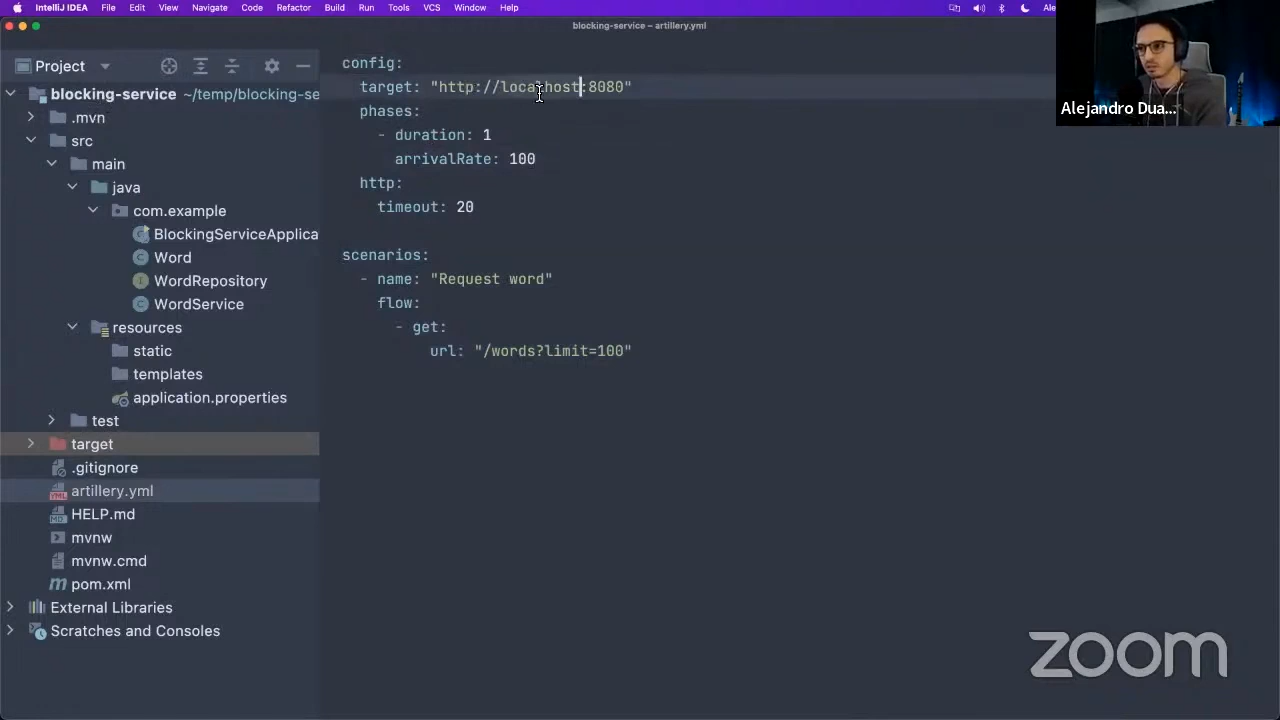 IntelliJ IDEA File Edit View Navigate Code Refactor Build Run Tools VCS Window Help Ale
blocking-service – artillery.yml
Project
blocking-service ~/temp/blocking-se
.mvn
src
main
java
com.example
BlockingServiceApplica
Word
WordRepository
WordService
resources
static
templates
application.properties
test
target
.gitignore
artillery.yml
HELP.md
mvnw
mvnw.cmd
pom.xml
External Libraries
Scratches and Consoles
config:
target: "http://localhost:8080"
phases:
- duration: 1
arrivalRate: 100
http:
timeout: 20
scenarios:
- name: "Request word"
flow:
- get:
url: "/words?limit=100"
Alejandro Dua...
zoom